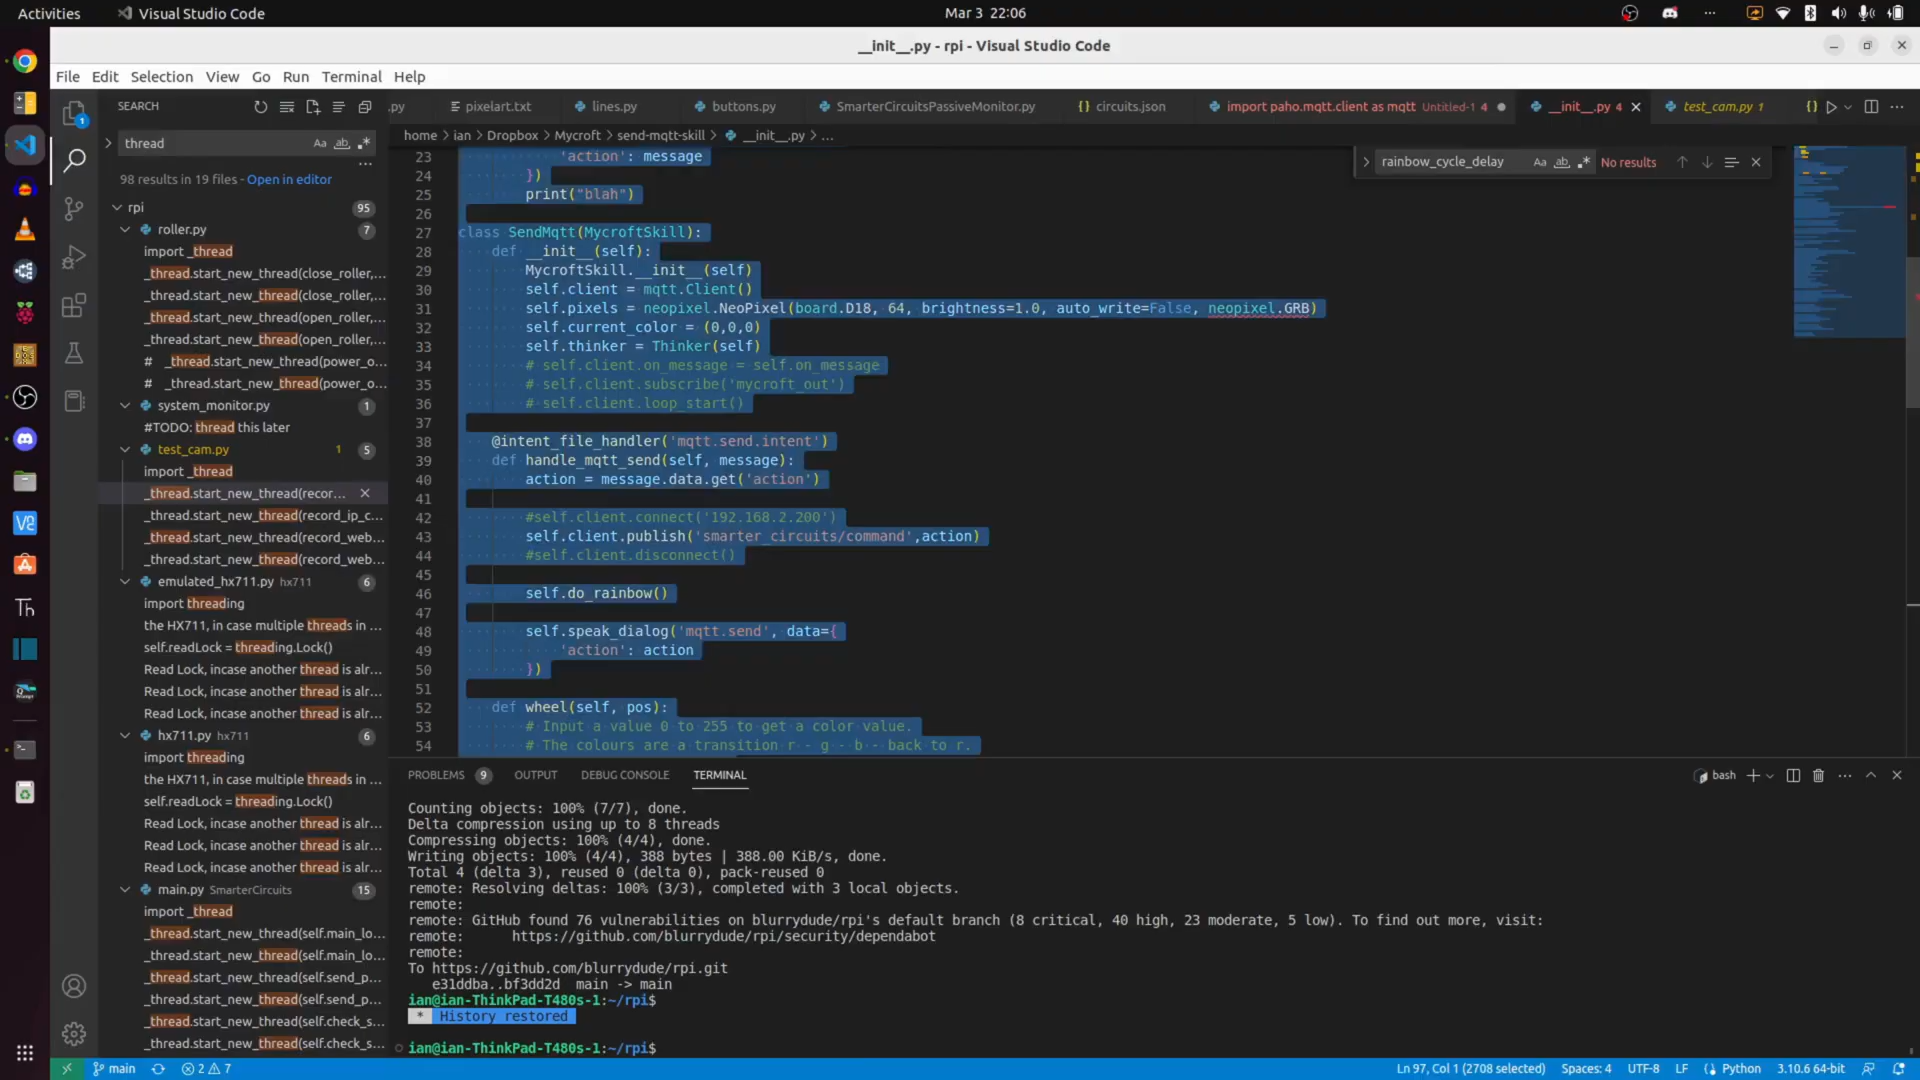 Activities
Visual Studio Code
Mar 3 22:06
__init__.py - rpi - Visual Studio Code
File Edit Selection View Go Run Terminal Help
SEARCH
.py
pixelart.txt
lines.py
buttons.py
SmarterCircuitsPassiveMonitor.py
{} circuits.json
import paho.mqtt.client as mqtt Untitled-1 4
__init__.py 4
test_cam.py 1
{}
home > ian > Dropbox > Mycroft > send-mqtt-skill > __init__.py > ...
thread
Aa ab .*
98 results in 19 files - Open in editor
rpi 95
roller.py 7
import _thread
_thread.start_new_thread(close_roller,...
_thread.start_new_thread(close_roller,...
_thread.start_new_thread(open_roller,...
_thread.start_new_thread(open_roller,...
# _thread.start_new_thread(power_o...
# _thread.start_new_thread(power_o...
system_monitor.py 1
#TODO: thread this later
test_cam.py 1 5
import _thread
_thread.start_new_thread(recor...
_thread.start_new_thread(record_ip_c...
_thread.start_new_thread(record_web...
_thread.start_new_thread(record_web...
emulated_hx711.py hx711 6
import threading
the HX711, in case multiple threads in ...
self.readLock = threading.Lock()
Read Lock, incase another thread is alr...
Read Lock, incase another thread is alr...
Read Lock, incase another thread is alr...
hx711.py hx711 6
import threading
the HX711, in case multiple threads in ...
self.readLock = threading.Lock()
Read Lock, incase another thread is alr...
Read Lock, incase another thread is alr...
Read Lock, incase another thread is alr...
main.py SmarterCircuits 15
import _thread
_thread.start_new_thread(self.main_lo...
_thread.start_new_thread(self.main_lo...
_thread.start_new_thread(self.send_p...
_thread.start_new_thread(self.send_p...
_thread.start_new_thread(self.check_s...
_thread.start_new_thread(self.check_s...
rainbow_cycle_delay Aa ab .* No results
23 'action': message
24 })
25 print("blah")
26
27 class SendMqtt(MycroftSkill):
28 def __init__(self):
29 MycroftSkill.__init__(self)
30 self.client = mqtt.Client()
31 self.pixels = neopixel.NeoPixel(board.D18, 64, brightness=1.0, auto_write=False, neopixel.GRB)
32 self.current_color = (0,0,0)
33 self.thinker = Thinker(self)
34 # self.client.on_message = self.on_message
35 # self.client.subscribe('mycroft_out')
36 # self.client.loop_start()
37
38 @intent_file_handler('mqtt.send.intent')
39 def handle_mqtt_send(self, message):
40 action = message.data.get('action')
41
42 #self.client.connect('192.168.2.200')
43 self.client.publish('smarter_circuits/command',action)
44 #self.client.disconnect()
45
46 self.do_rainbow()
47
48 self.speak_dialog('mqtt.send', data={
49 'action': action
50 })
51
52 def wheel(self, pos):
53 # Input a value 0 to 255 to get a color value.
54 # The colours are a transition r - g - b - back to r.
PROBLEMS 9 OUTPUT DEBUG CONSOLE TERMINAL
bash
Counting objects: 100% (7/7), done.
Delta compression using up to 8 threads
Compressing objects: 100% (4/4), done.
Writing objects: 100% (4/4), 388 bytes | 388.00 KiB/s, done.
Total 4 (delta 3), reused 0 (delta 0), pack-reused 0
remote: Resolving deltas: 100% (3/3), completed with 3 local objects.
remote:
remote: GitHub found 76 vulnerabilities on blurrydude/rpi's default branch (8 critical, 40 high, 23 moderate, 5 low). To find out more, visit:
remote: https://github.com/blurrydude/rpi/security/dependabot
remote:
To https://github.com/blurrydude/rpi.git
e31ddba..bf3dd2d main -> main
ian@ian-ThinkPad-T480s-1:~/rpi$
* History restored
ian@ian-ThinkPad-T480s-1:~/rpi$
main
2 7
Ln 97, Col 1 (2708 selected)
Spaces: 4
UTF-8
LF
Python
3.10.6 64-bit